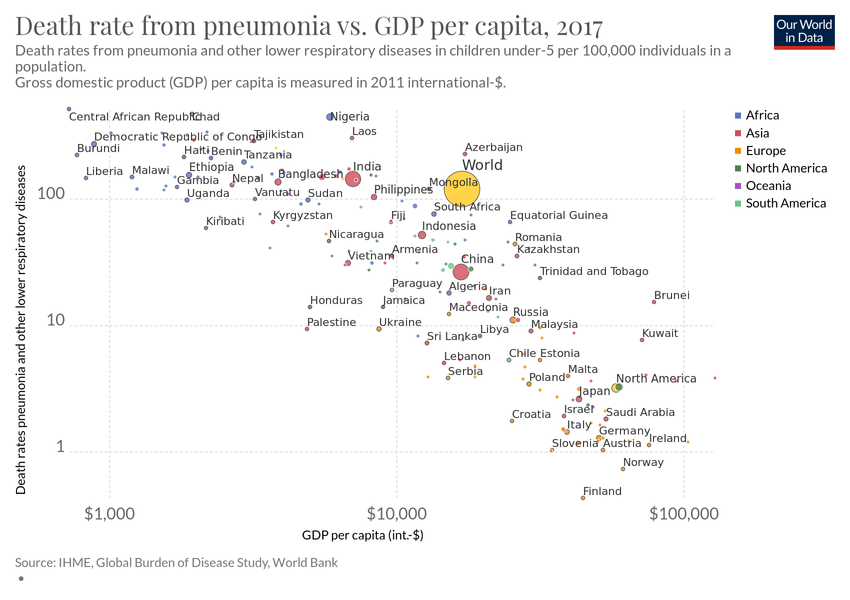 Death rate from pneumonia vs. GDP per capita, 2017
Our World
in Data
Death rates from pneumonia and other lower respiratory diseases in children under-5 per 100,000 individuals in a
population.
Gross domestic product (GDP) per capita is measured in 2011 international-$.
Central African Republic
Chad
Nigeria
Democratic Republic of Congo
Tajikistan
Laos
Burundi
Haiti
Benin
Tanzania
Azerbaijan
World
Liberia
Malawi
Ethiopia
Gambia
Nepal
Bangladesh
India
Mongolia
Uganda
Vanuatu
Sudan
Philippines
South Africa
Kiribati
Kyrgyzstan
Fiji
Equatorial Guinea
Nicaragua
Indonesia
Romania
Vietnam
Armenia
China
Kazakhstan
Trinidad and Tobago
Paraguay
Algeria
Iran
Honduras
Jamaica
Macedonia
Brunei
Palestine
Ukraine
Russia
Malaysia
Sri Lanka
Libya
Kuwait
Lebanon
Chile
Estonia
Serbia
Poland
Malta
North America
Japan
Croatia
Israel
Saudi Arabia
Italy
Germany
Slovenia
Austria
Ireland
Norway
Finland
Africa
Asia
Europe
North America
Oceania
South America
Death rates pneumonia and other lower respiratory diseases
100
10
1
$1,000
$10,000
$100,000
GDP per capita (int.-$)
Source: IHME, Global Burden of Disease Study, World Bank